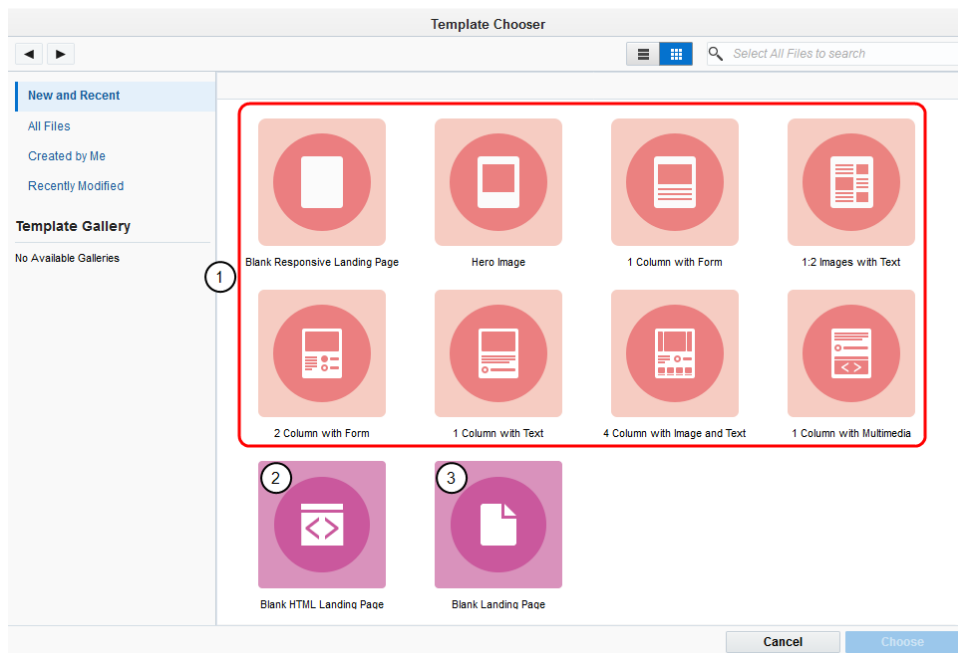 Template Chooser
Select All Files to search
New and Recent
All Files
Created by Me
Recently Modified
Template Gallery
No Available Galleries
1
Blank Responsive Landing Page
Hero Image
1 Column with Form
1:2 Images with Text
2 Column with Form
1 Column with Text
4 Column with Image and Text
1 Column with Multimedia
2
3
Blank HTML Landing Page
Blank Landing Page
Cancel
Choose